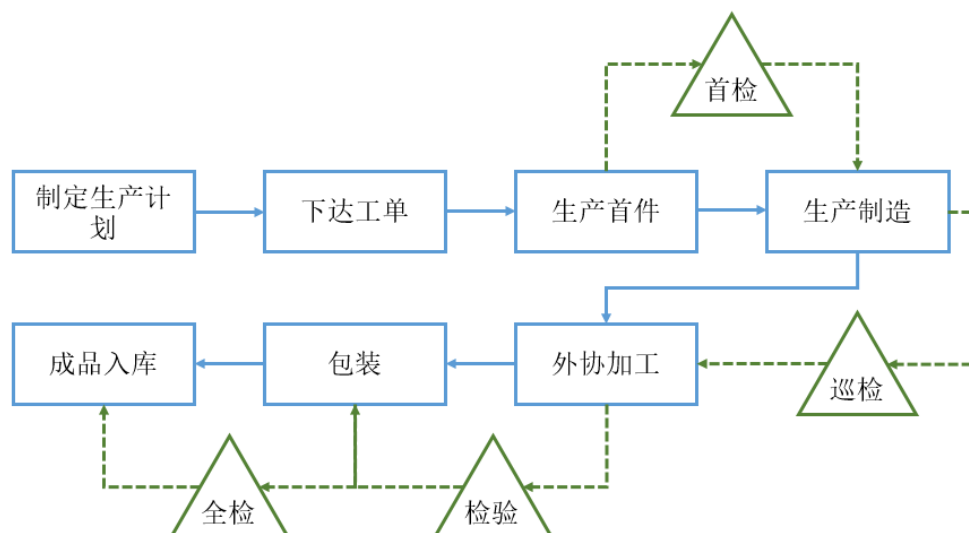 首检
制定生产计
划
下达工单
生产首件
生产制造
成品入库
包装
外协加工
巡检
全检
检验